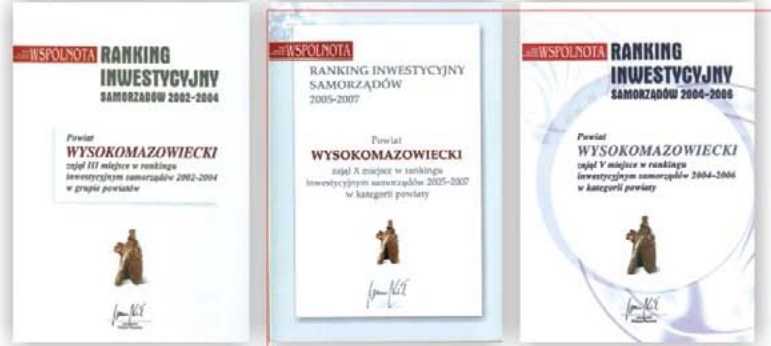 WSPÓLNOTA
RANKING
INWESTYCYJNY
SAMORZĄDÓW 2002-2004
Powiat
WYSOKOMAZOWIECKI
zajął III miejsce w rankingu
inwestycyjnym samorządów 2002-2004
w grupie powiatów
WSPÓLNOTA
RANKING INWESTYCYJNY
SAMORZĄDÓW
2005-2007
Powiat
WYSOKOMAZOWIECKI
zajął X miejsce w rankingu
inwestycyjnym samorządów 2005-2007
w kategorii powiaty
WSPÓLNOTA
RANKING
INWESTYCYJNY
SAMORZĄDÓW 2004-2006
Powiat
WYSOKOMAZOWIECKI
zajął V miejsce w rankingu
inwestycyjnym samorządów 2004-2006
w kategorii powiaty